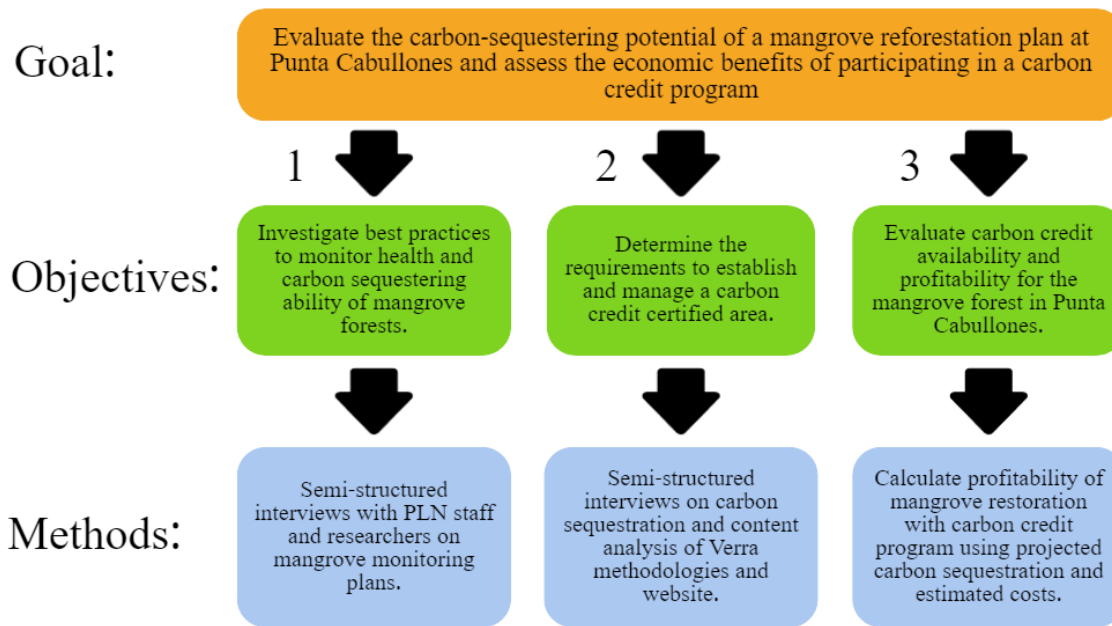 Goal:
Evaluate the carbon-sequestering potential of a mangrove reforestation plan at
Punta Cabullones and assess the economic benefits of participating in a carbon
credit program
1
2
3
Objectives:
Investigate best practices
to monitor health and
carbon sequestering
ability of mangrove
forests.
Determine the
requirements to establish
and manage a carbon
credit certified area.
Evaluate carbon credit
availability and
profitability for the
mangrove forest in Punta
Cabullones.
Methods:
Semi-structured
interviews with PLN staff
and researchers on
mangrove monitoring
plans.
Semi-structured
interviews on carbon
sequestration and content
analysis of Verra
methodologies and
website.
Calculate profitability of
mangrove restoration
with carbon credit
program using projected
carbon sequestration and
estimated costs.